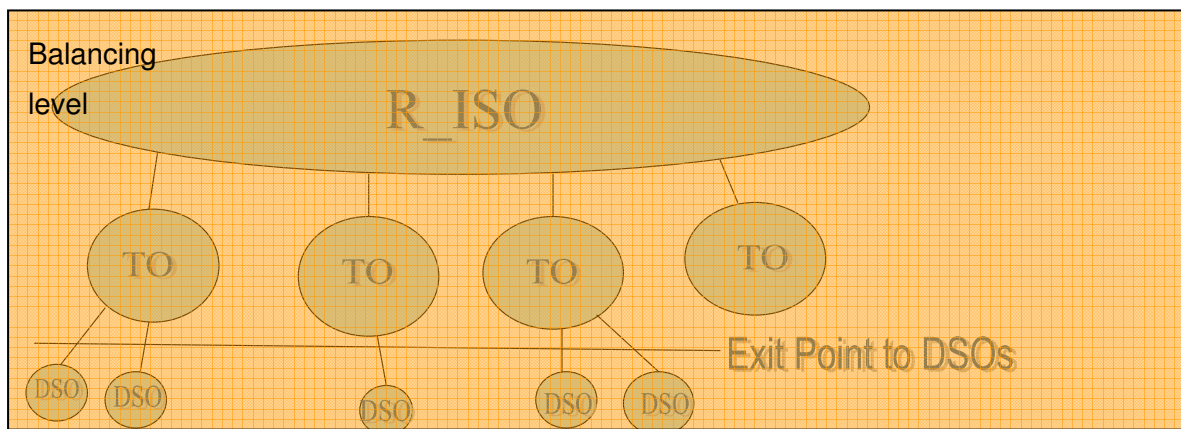 Balancing
level
R_ISO
TO TO TO TO
Exit Point to DSOs
DSO DSO DSO DSO DSO